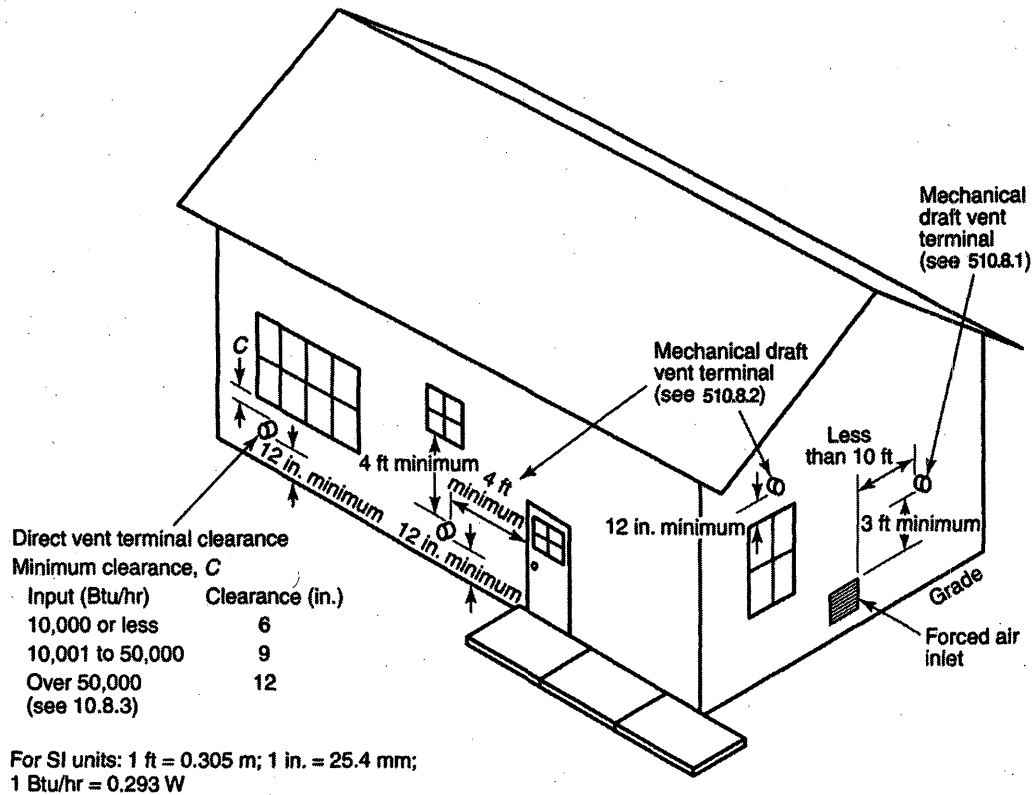 Mechanical
draft vent
terminal
(see 510.8.1)
Mechanical draft
vent terminal
(see 510.8.2)
C
Less
than 10 ft
12 in. minimum
4 ft minimum
4 ft
minimum
12 in. minimum
12 in. minimum
3 ft minimum
Grade
Forced air
inlet
Direct vent terminal clearance
Minimum clearance, C
Input (Btu/hr) Clearance (in.)
10,000 or less 6
10,001 to 50,000 9
Over 50,000 12
(see 10.8.3)
For SI units: 1 ft = 0.305 m; 1 in. = 25.4 mm;
1 Btu/hr = 0.293 W